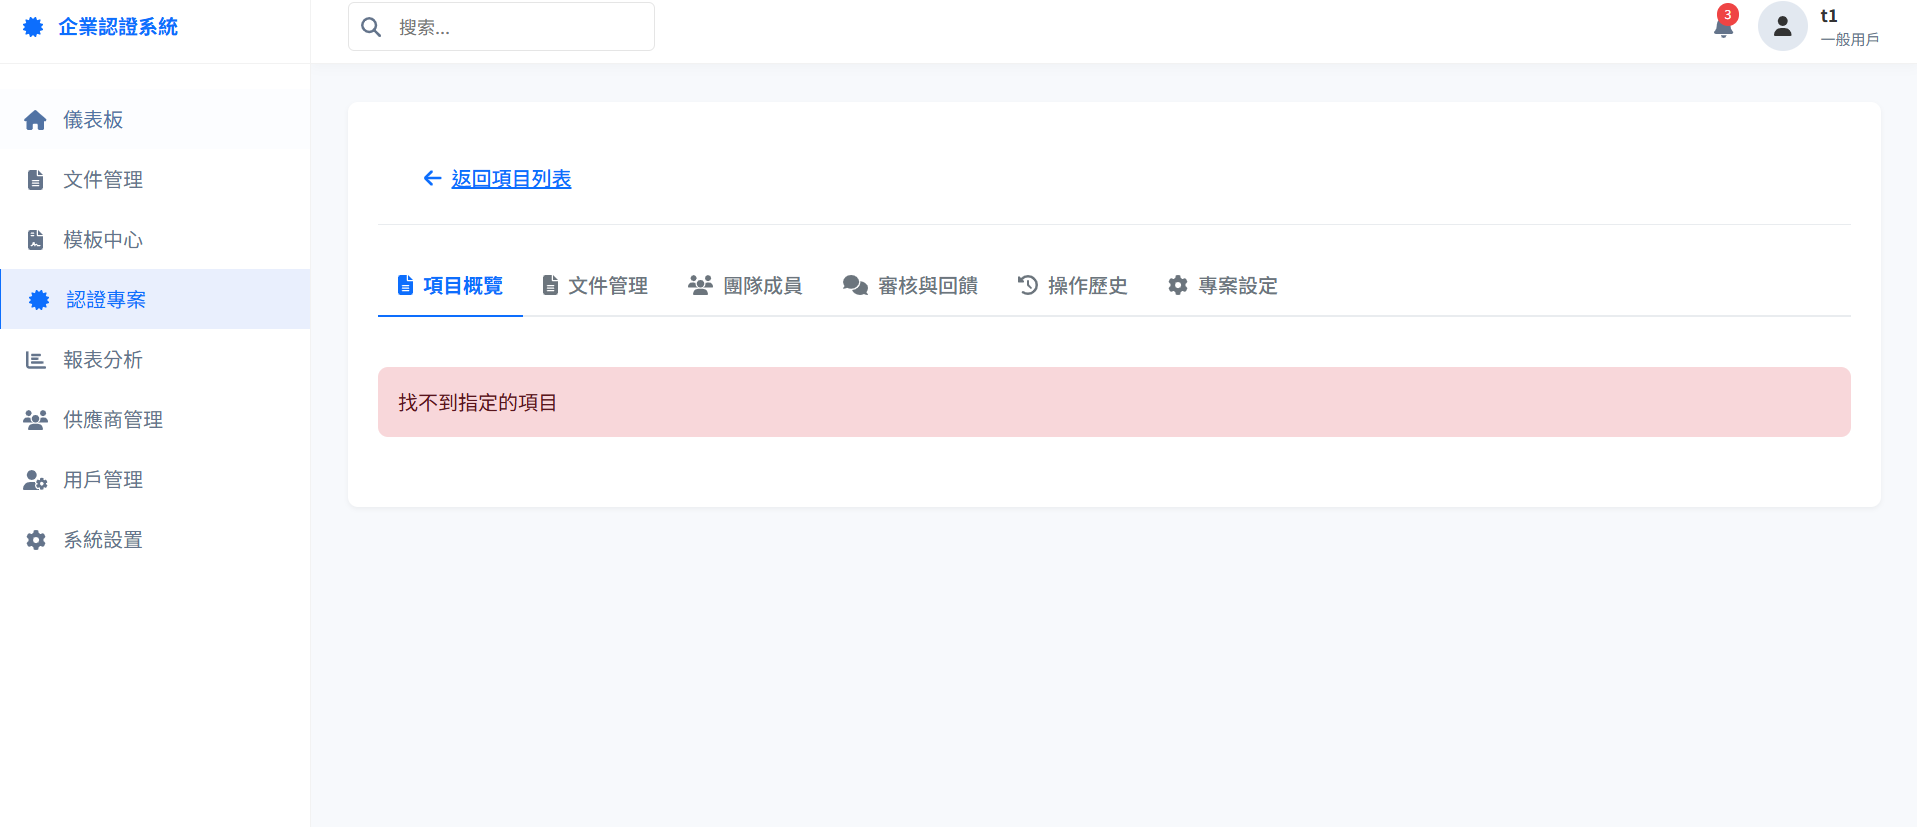 企業認證系統
搜索...
3
t1
一般用戶
儀表板
文件管理
模板中心
認證專案
報表分析
供應商管理
用戶管理
系統設置
返回項目列表
項目概覽 文件管理 團隊成員 審核與回饋 操作歷史 專案設定
找不到指定的項目